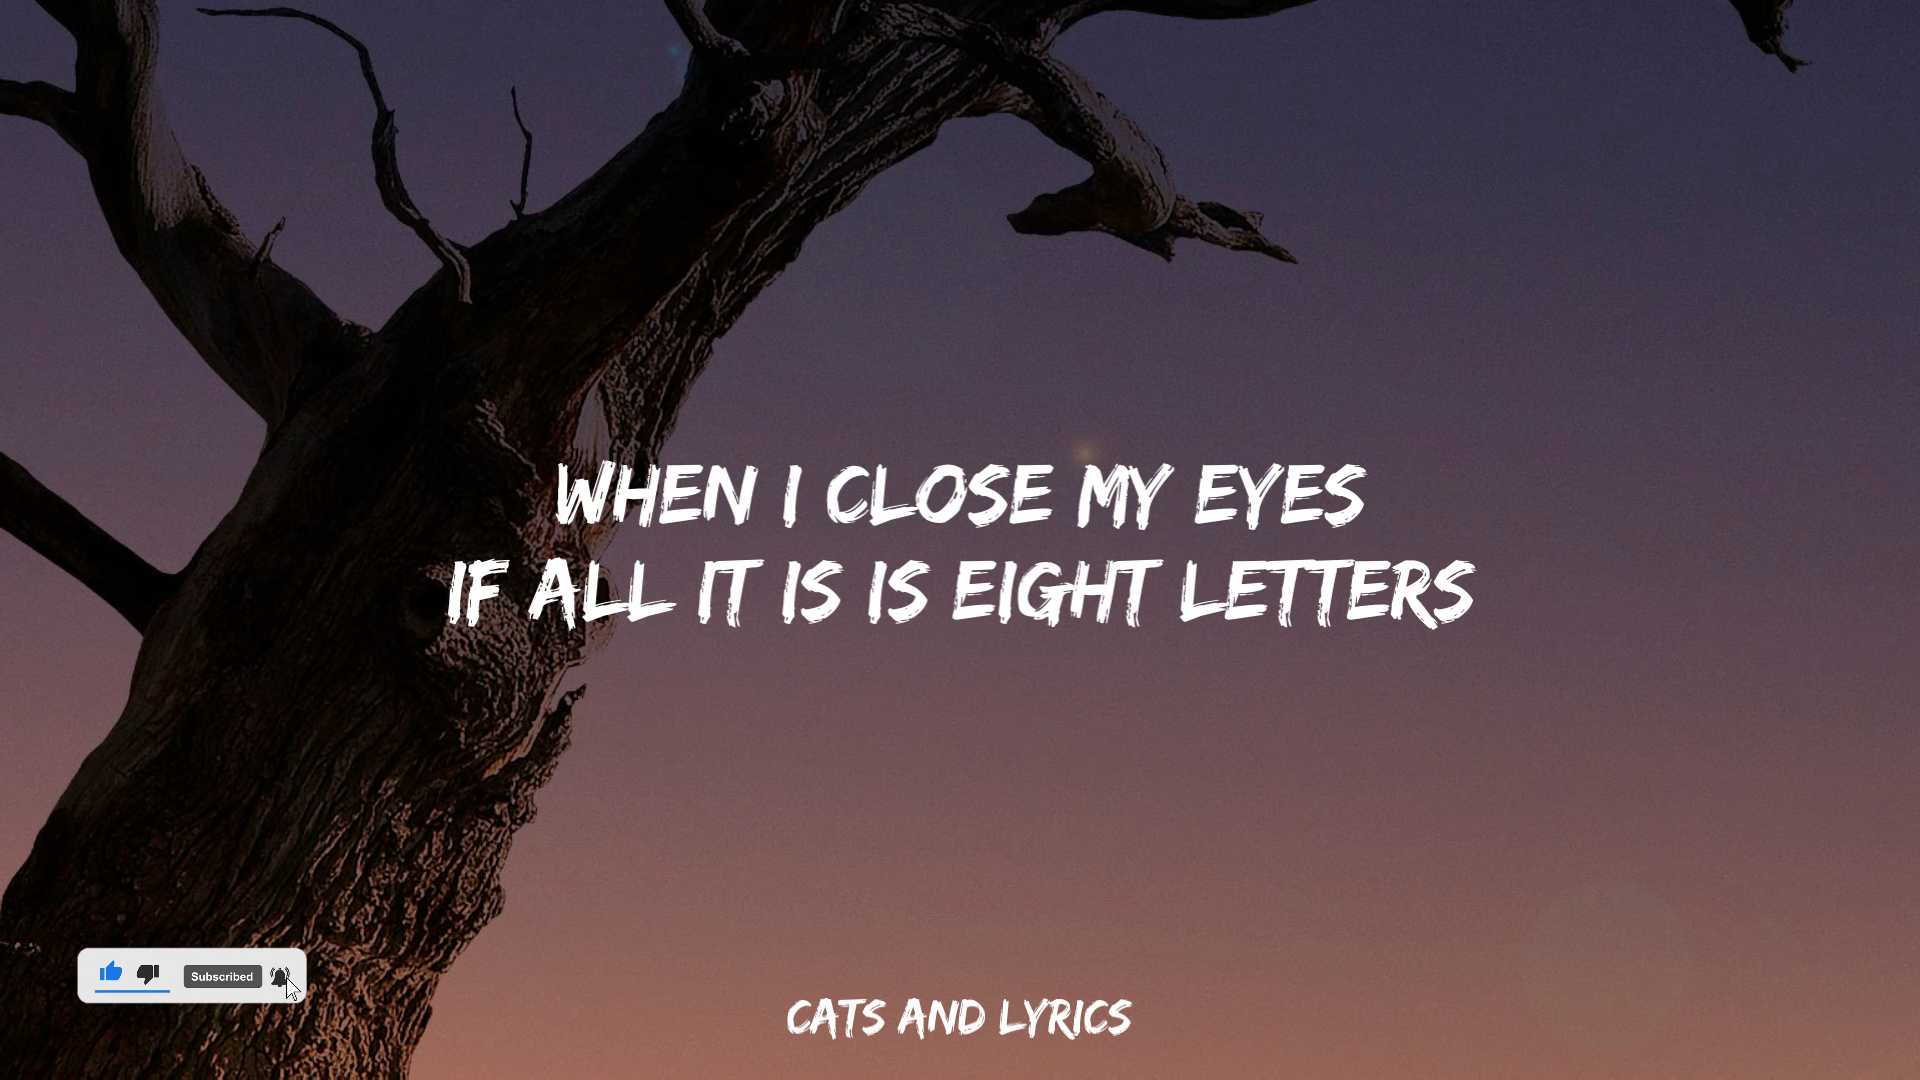 WHEN I CLOSE MY EYES
IF ALL IT IS IS EIGHT LETTERS
Subscribed
CATS AND LYRICS